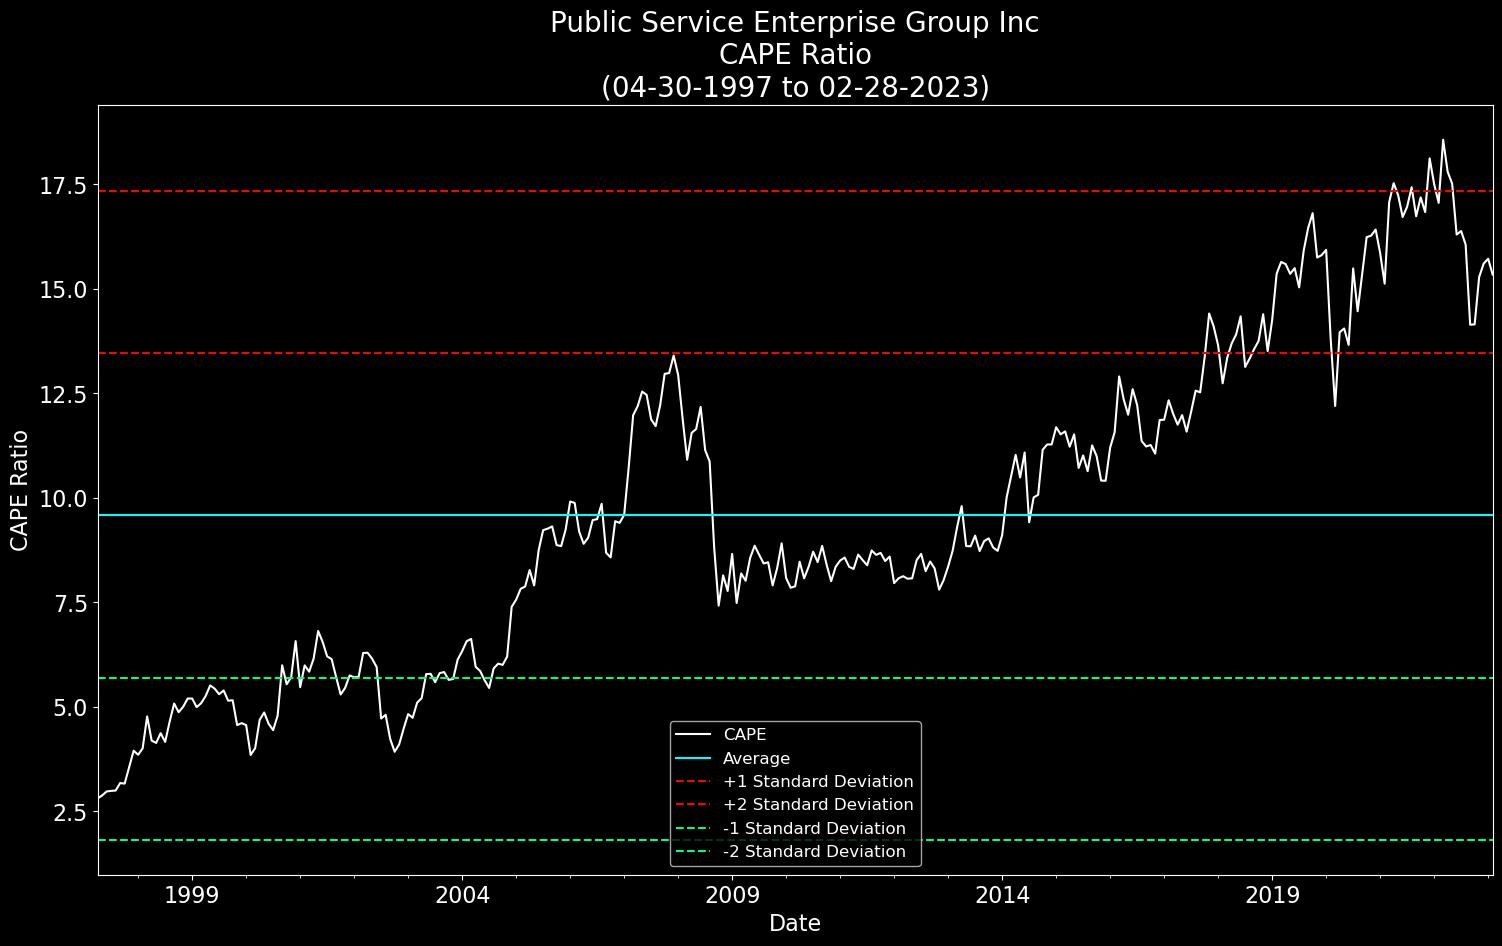 Public Service Enterprise Group Inc
CAPE Ratio
(04-30-1997 to 02-28-2023)
17.5
15.0
12.5
10.0
7.5
5.0
2.5
CAPE Ratio
CAPE
Average
+1 Standard Deviation
+2 Standard Deviation
-1 Standard Deviation
-2 Standard Deviation
1999 2004 2009 2014 2019
Date